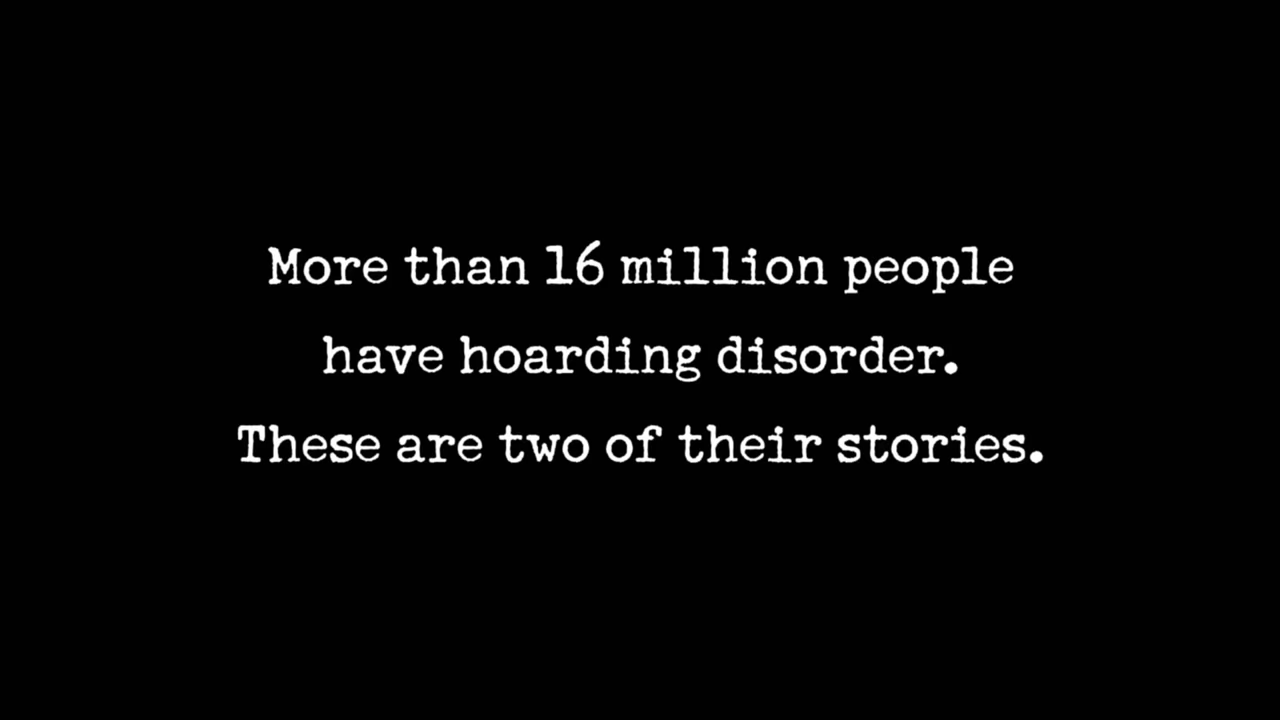 More than 16 million people
have hoarding disorder.
These are two of their stories.